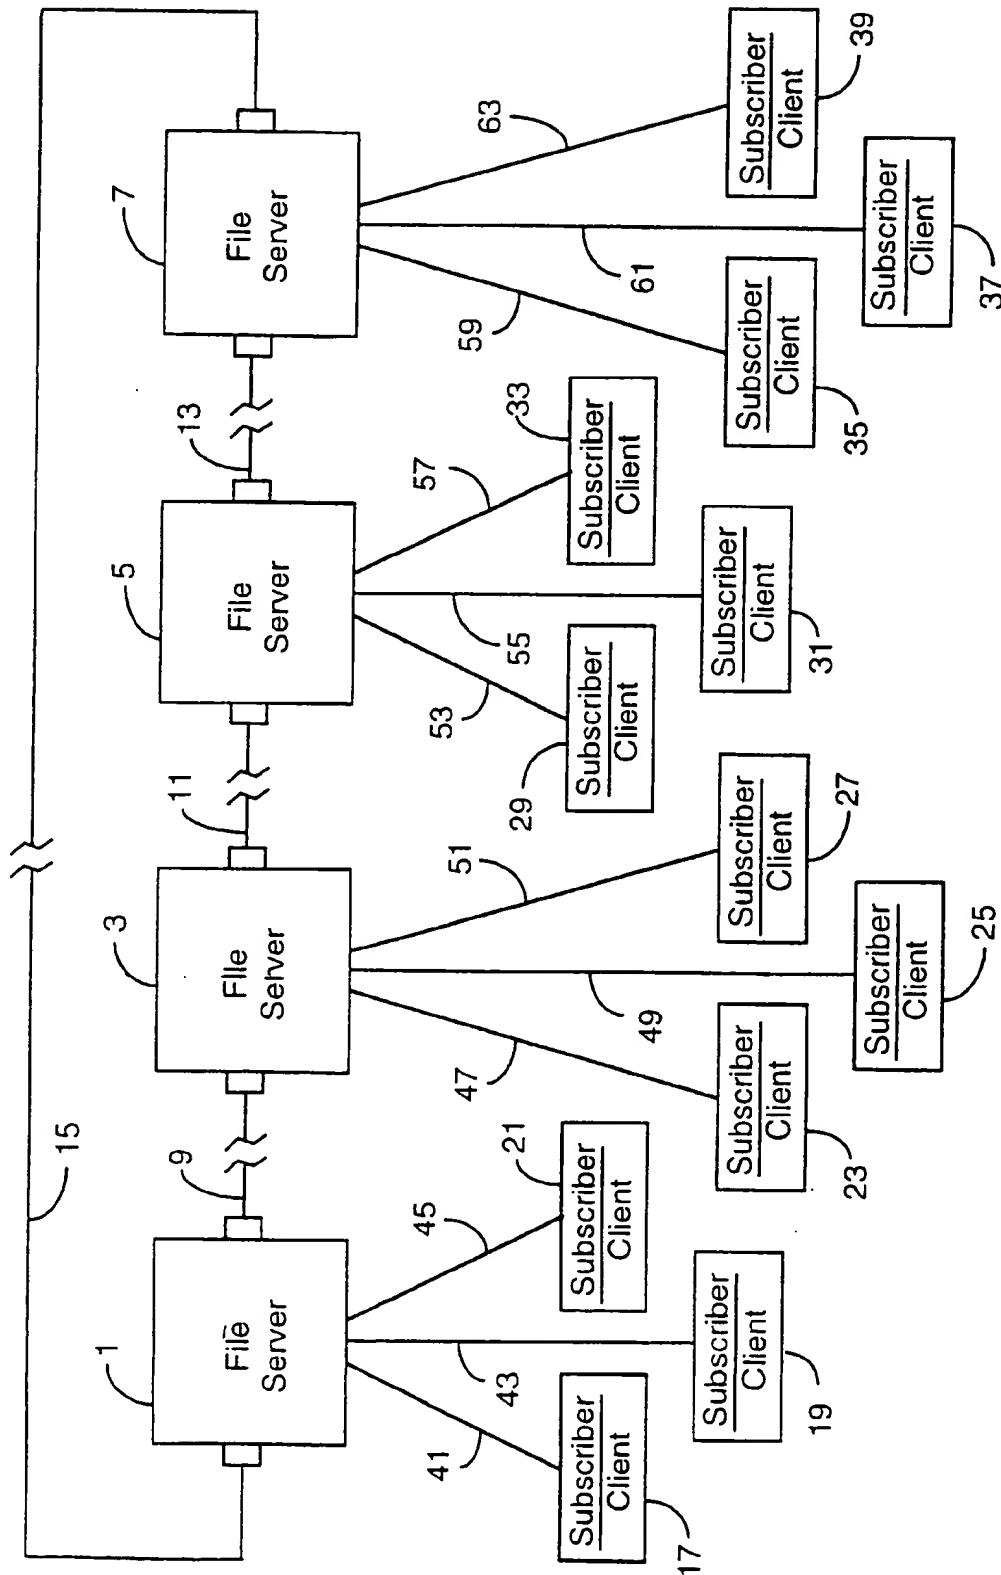 15
1
File
Server
9
3
File
Server
11
5
File
Server
13
7
File
Server
41
43
45
47
49
51
53
55
57
59
61
63
17
Subscriber
Client
19
Subscriber
Client
21
Subscriber
Client
23
Subscriber
Client
25
Subscriber
Client
27
Subscriber
Client
29
Subscriber
Client
31
Subscriber
Client
33
Subscriber
Client
35
Subscriber
Client
37
Subscriber
Client
39
Subscriber
Client